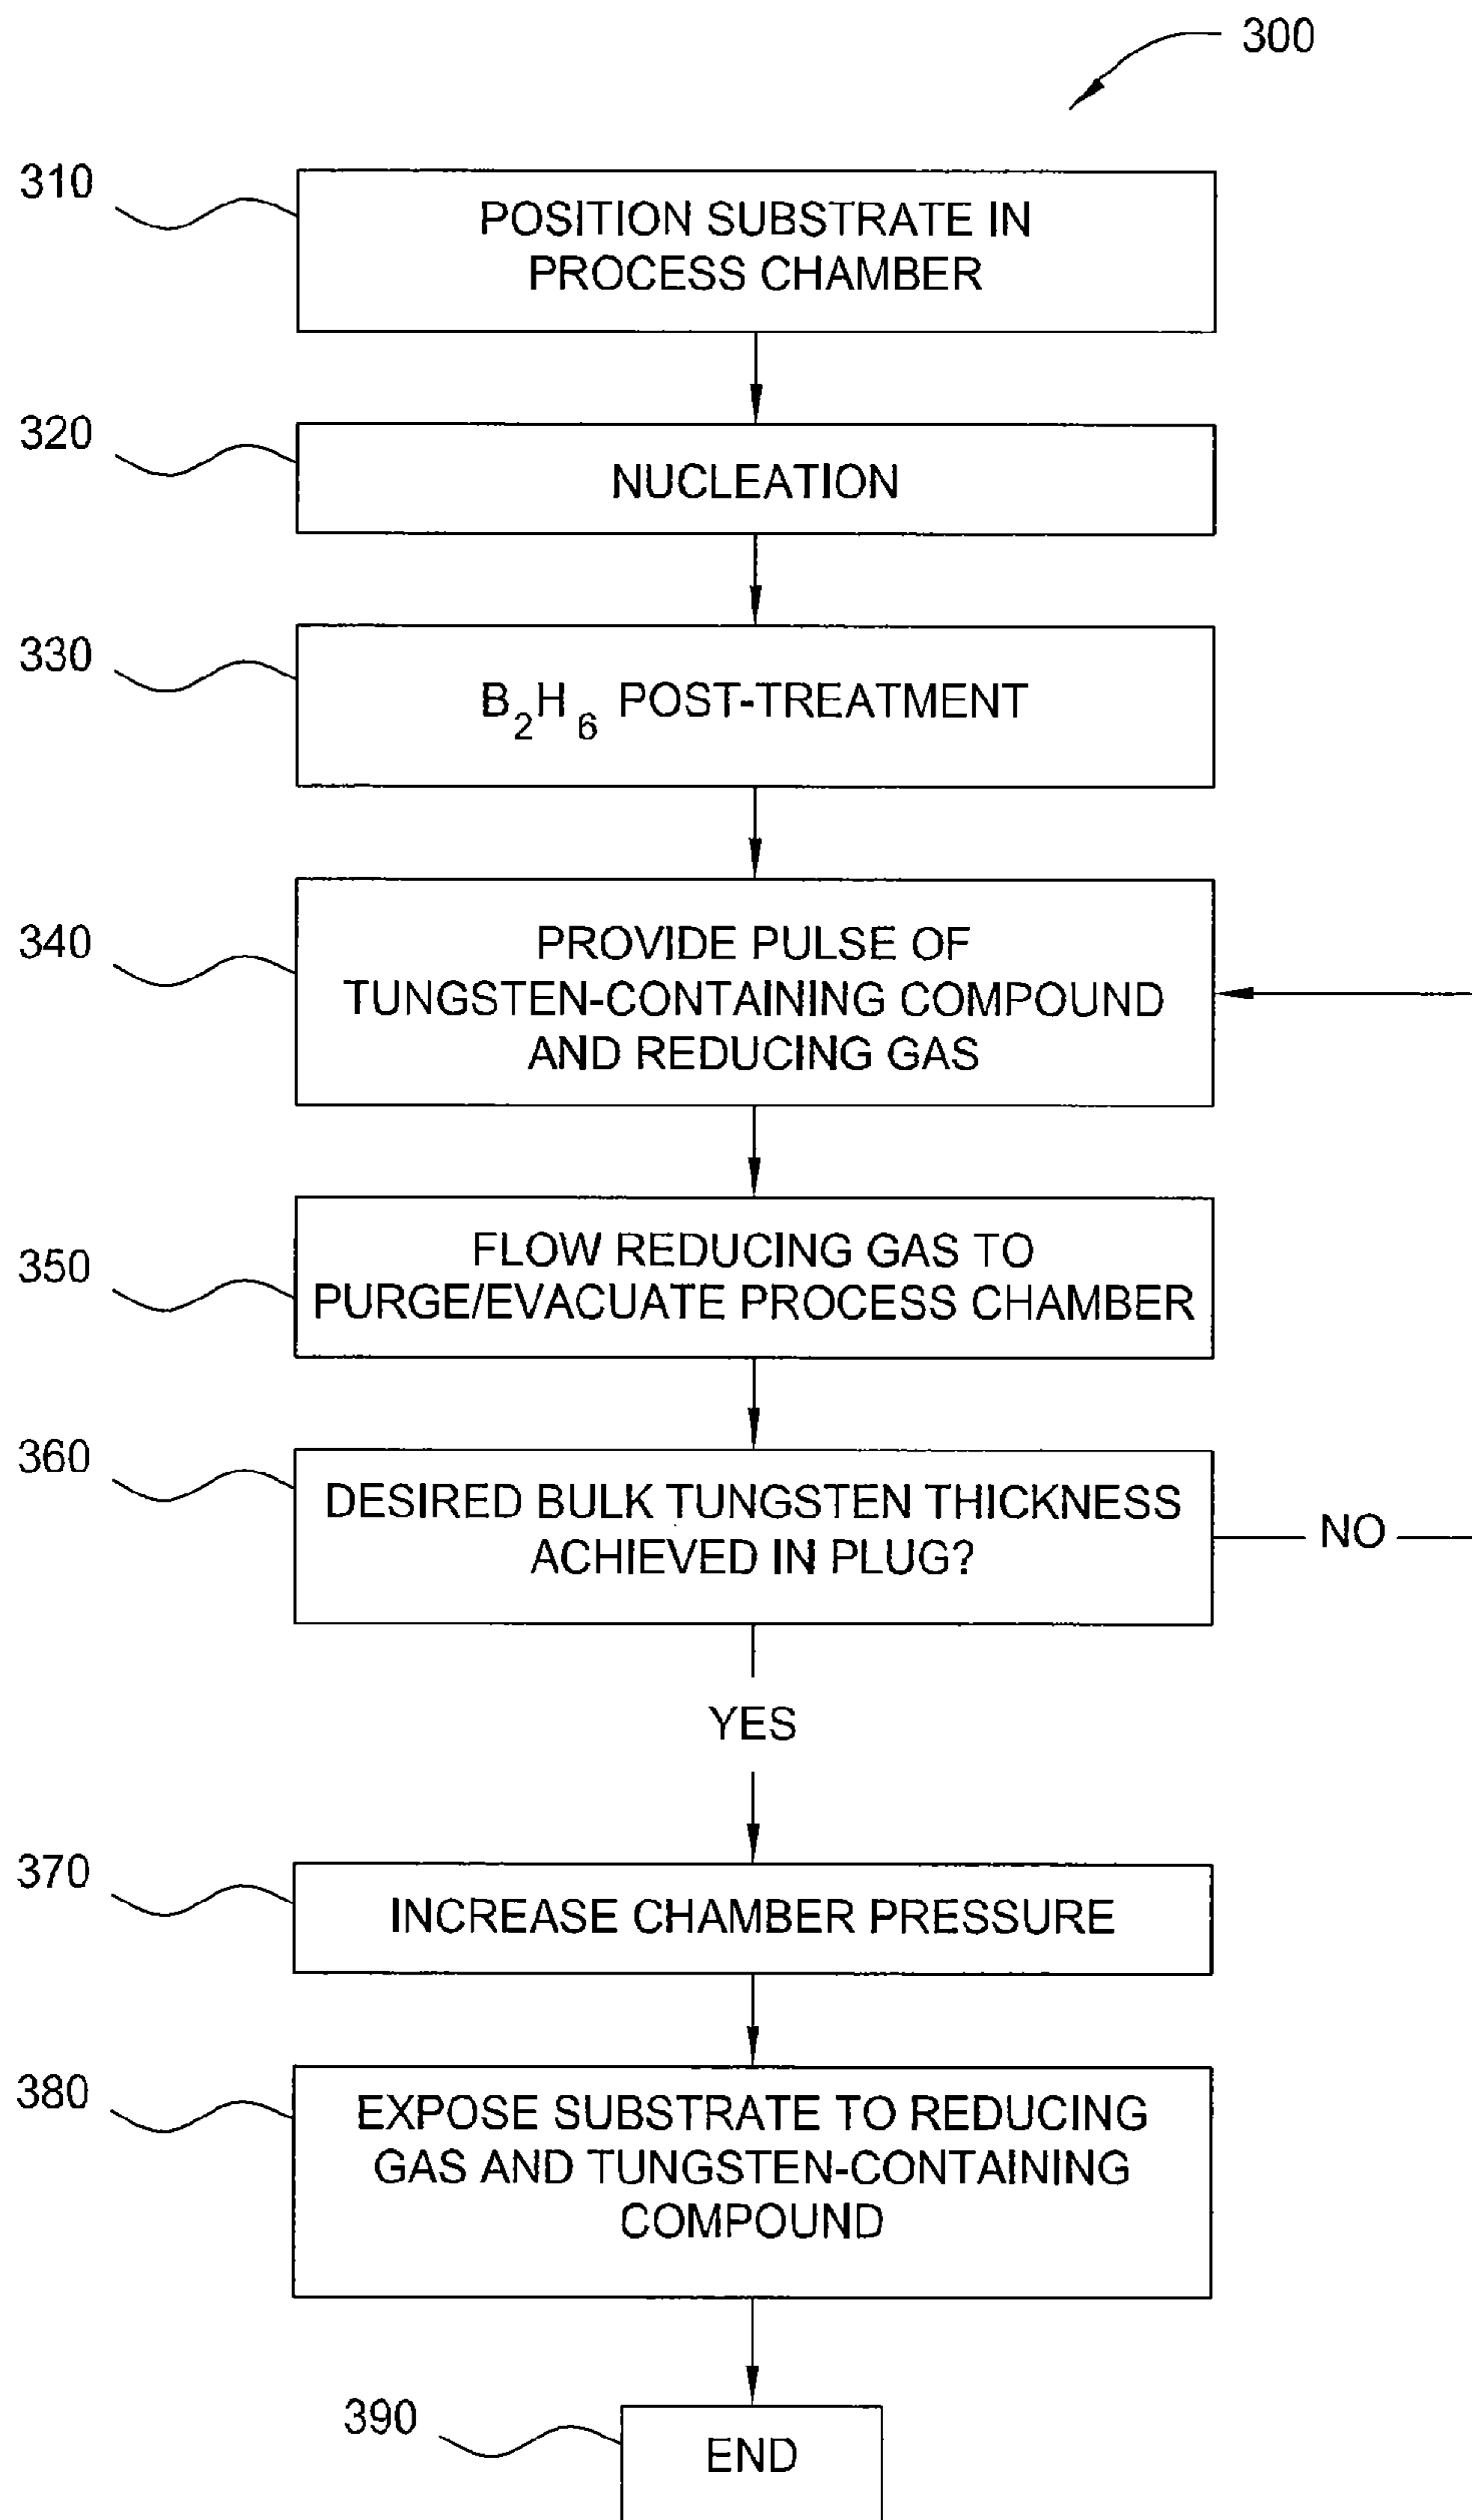 300
310
POSITION SUBSTRATE IN
PROCESS CHAMBER
320
NUCLEATION
330
B2H6 POST-TREATMENT
340
PROVIDE PULSE OF
TUNGSTEN-CONTAINING COMPOUND
AND REDUCING GAS
350
FLOW REDUCING GAS TO
PURGE/EVACUATE PROCESS CHAMBER
360
DESIRED BULK TUNGSTEN THICKNESS
ACHIEVED IN PLUG?
NO
YES
370
INCREASE CHAMBER PRESSURE
380
EXPOSE SUBSTRATE TO REDUCING
GAS AND TUNGSTEN-CONTAINING
COMPOUND
390
END